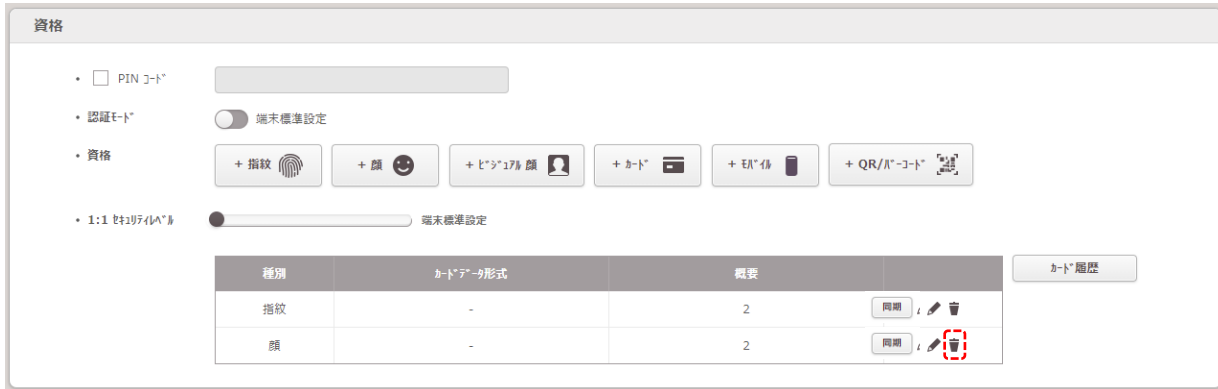 資格
• PIN ｺｰﾄﾞ
• 認証ﾓｰﾄﾞ 端末標準設定
• 資格 + 指紋 + 顔 + ﾋﾞｼﾞｭｱﾙ 顔 + ｶｰﾄﾞ + ﾓﾊﾞｲﾙ + QR/ﾊﾞｰｺｰﾄﾞ
• 1:1 ｾｷｭﾘﾃｨﾚﾍﾞﾙ 端末標準設定
種別 ｶｰﾄﾞﾃﾞｰﾀ形式 概要 ｶｰﾄﾞ履歴
指紋 - 2 同期
顔 - 2 同期